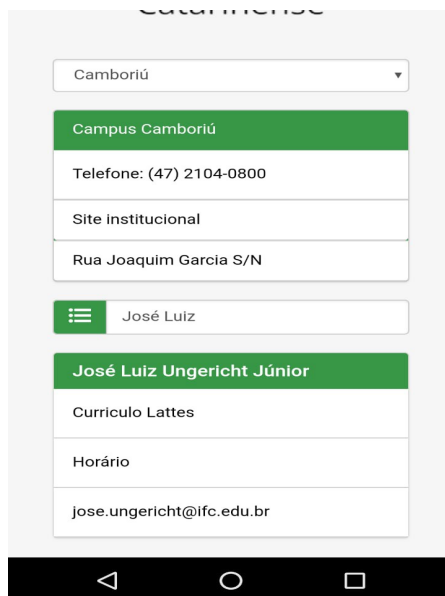 Camboriú
Campus Camboriú
Telefone: (47) 2104-0800
Site institucional
Rua Joaquim Garcia S/N
José Luiz
José Luiz Ungericht Júnior
Curriculo Lattes
Horário
jose.ungericht@ifc.edu.br